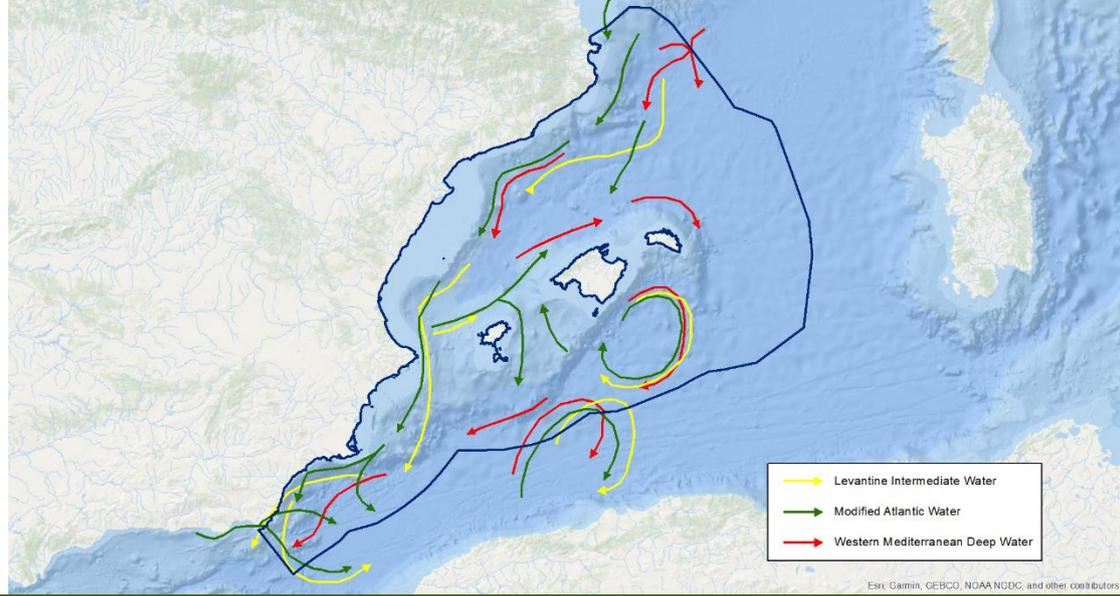 Levantine Intermediate Water
Modified Atlantic Water
Western Mediterranean Deep Water
Esri, Garmin, GEBCO, NOAA NGDC, and other contributors